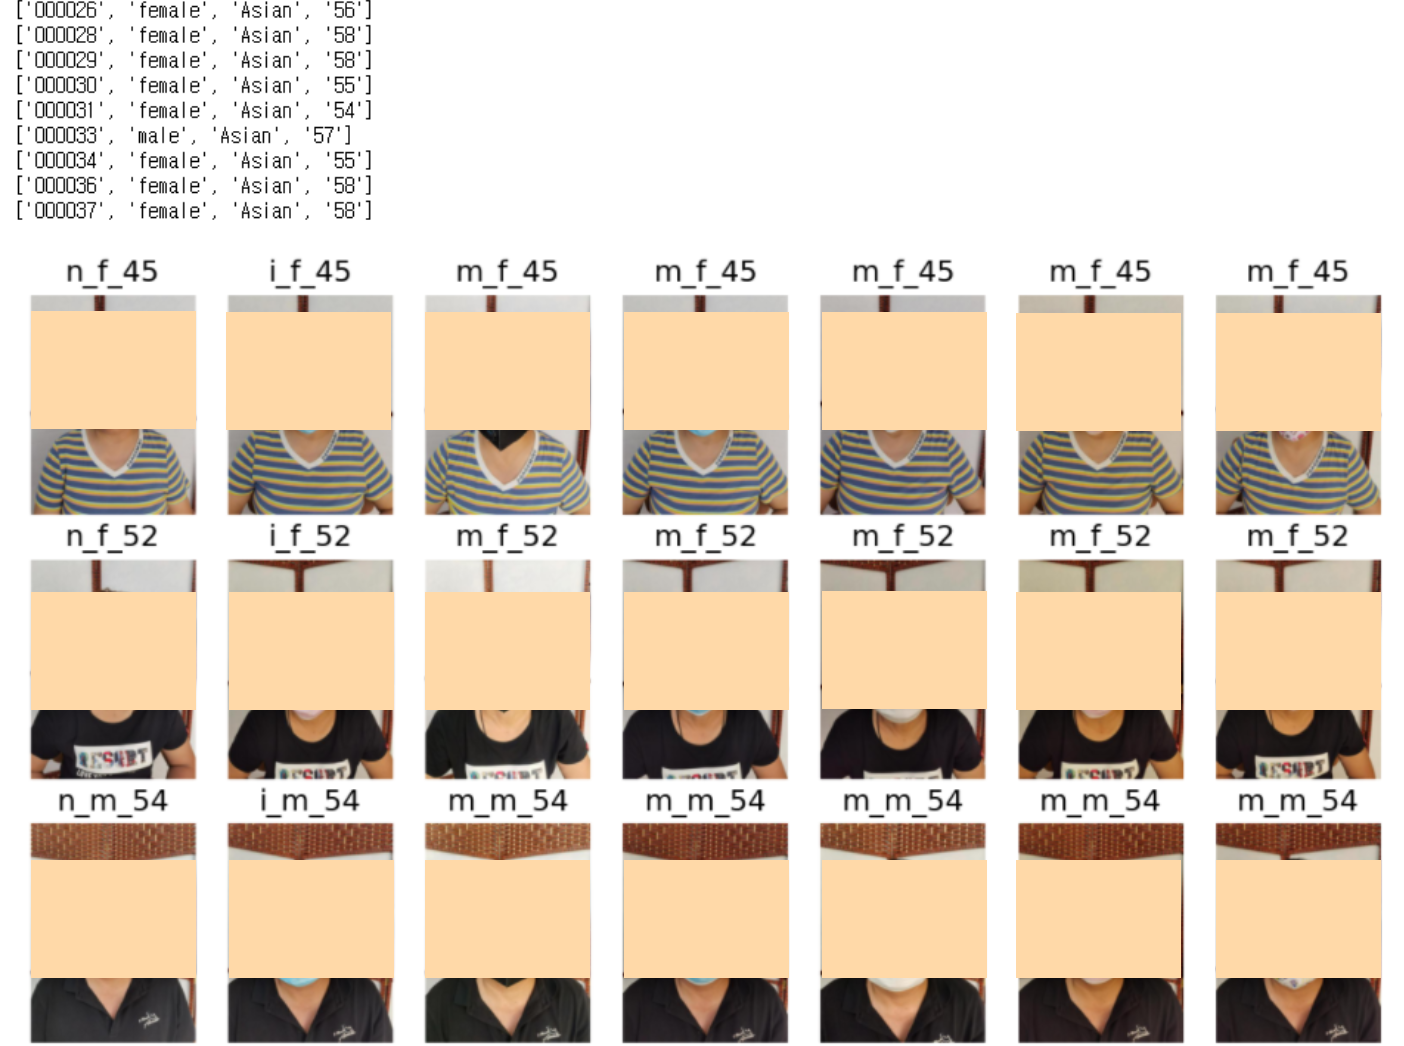 ['000026', 'female', 'Asian', '56']
['000028', 'female', 'Asian', '58']
['000029', 'female', 'Asian', '58']
['000030', 'female', 'Asian', '55']
['000031', 'female', 'Asian', '54']
['000033', 'male', 'Asian', '57']
['000034', 'female', 'Asian', '55']
['000036', 'female', 'Asian', '58']
['000037', 'female', 'Asian', '58']
n_f_45 i_f_45 m_f_45 m_f_45 m_f_45 m_f_45 m_f_45
n_f_52 i_f_52 m_f_52 m_f_52 m_f_52 m_f_52 m_f_52
n_m_54 i_m_54 m_m_54 m_m_54 m_m_54 m_m_54 m_m_54